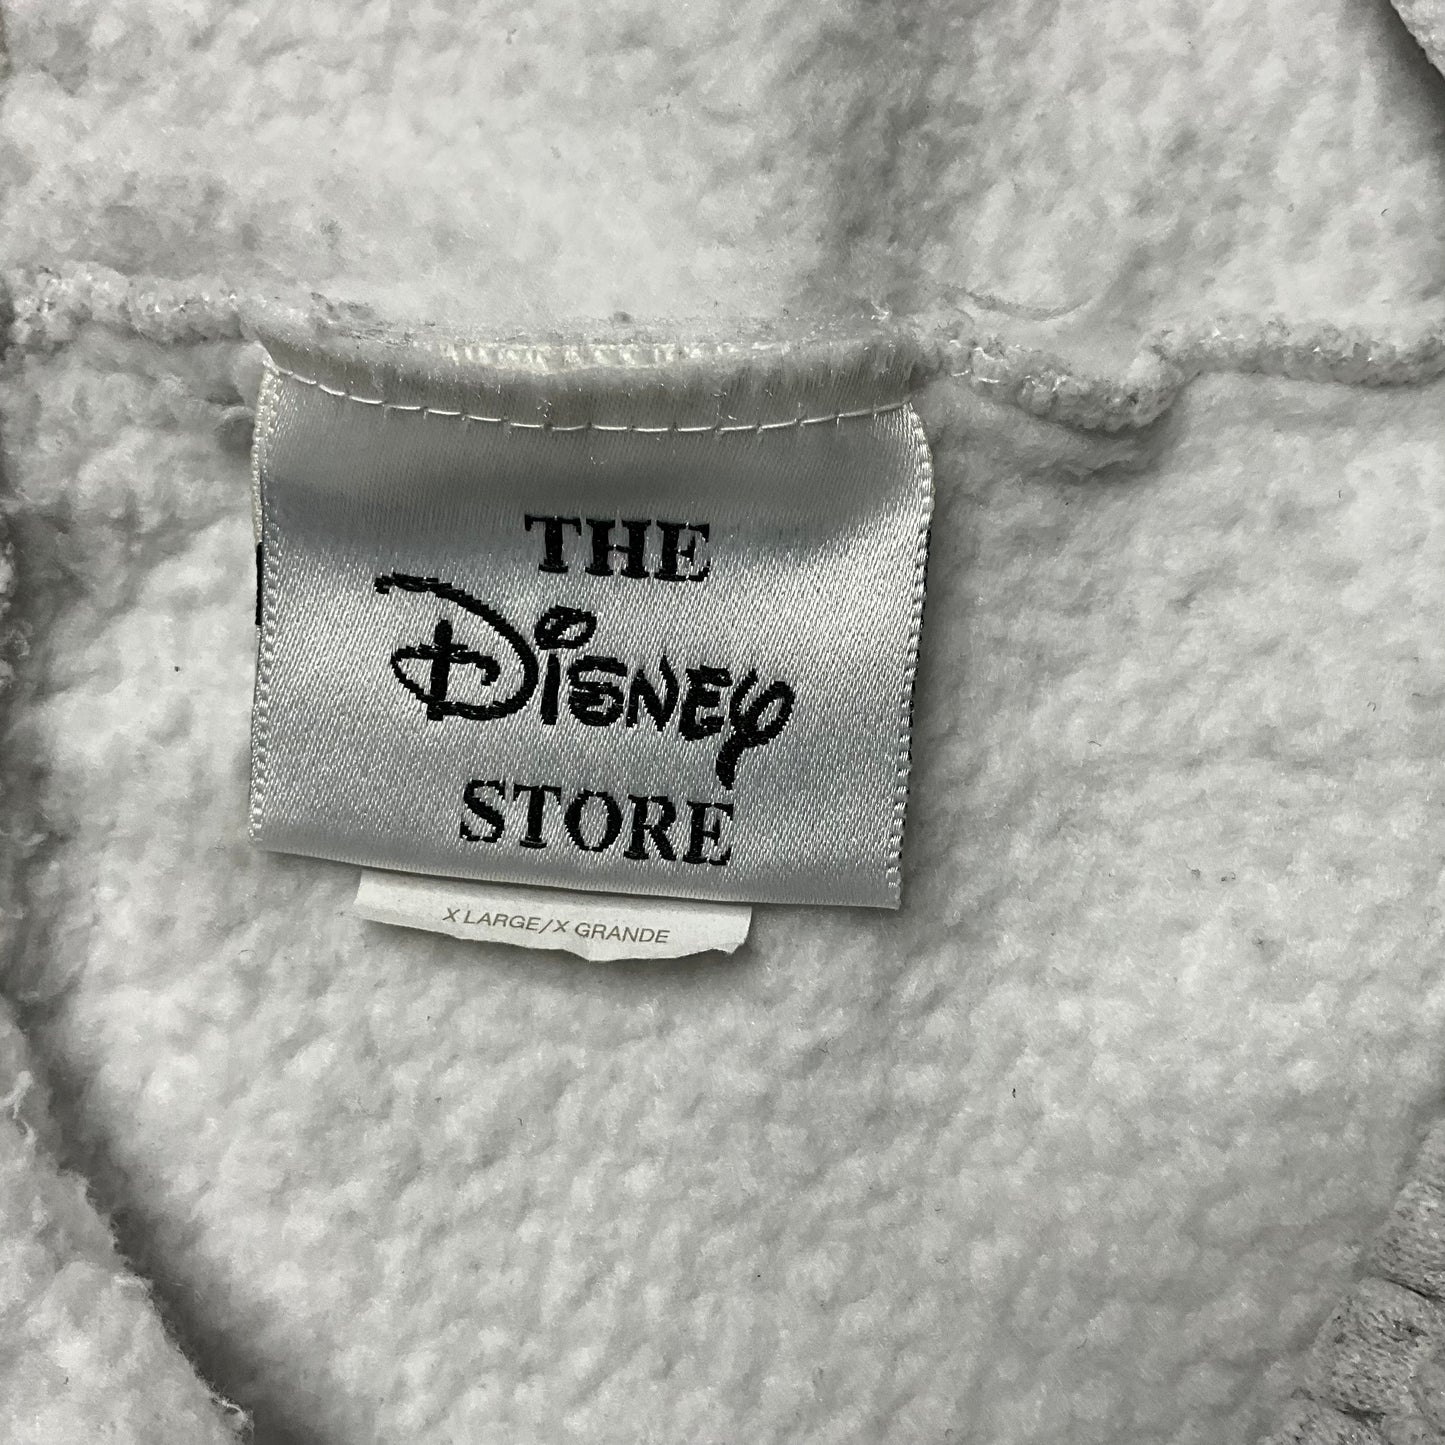 THE
Disney
STORE
X LARGE/X GRANDE